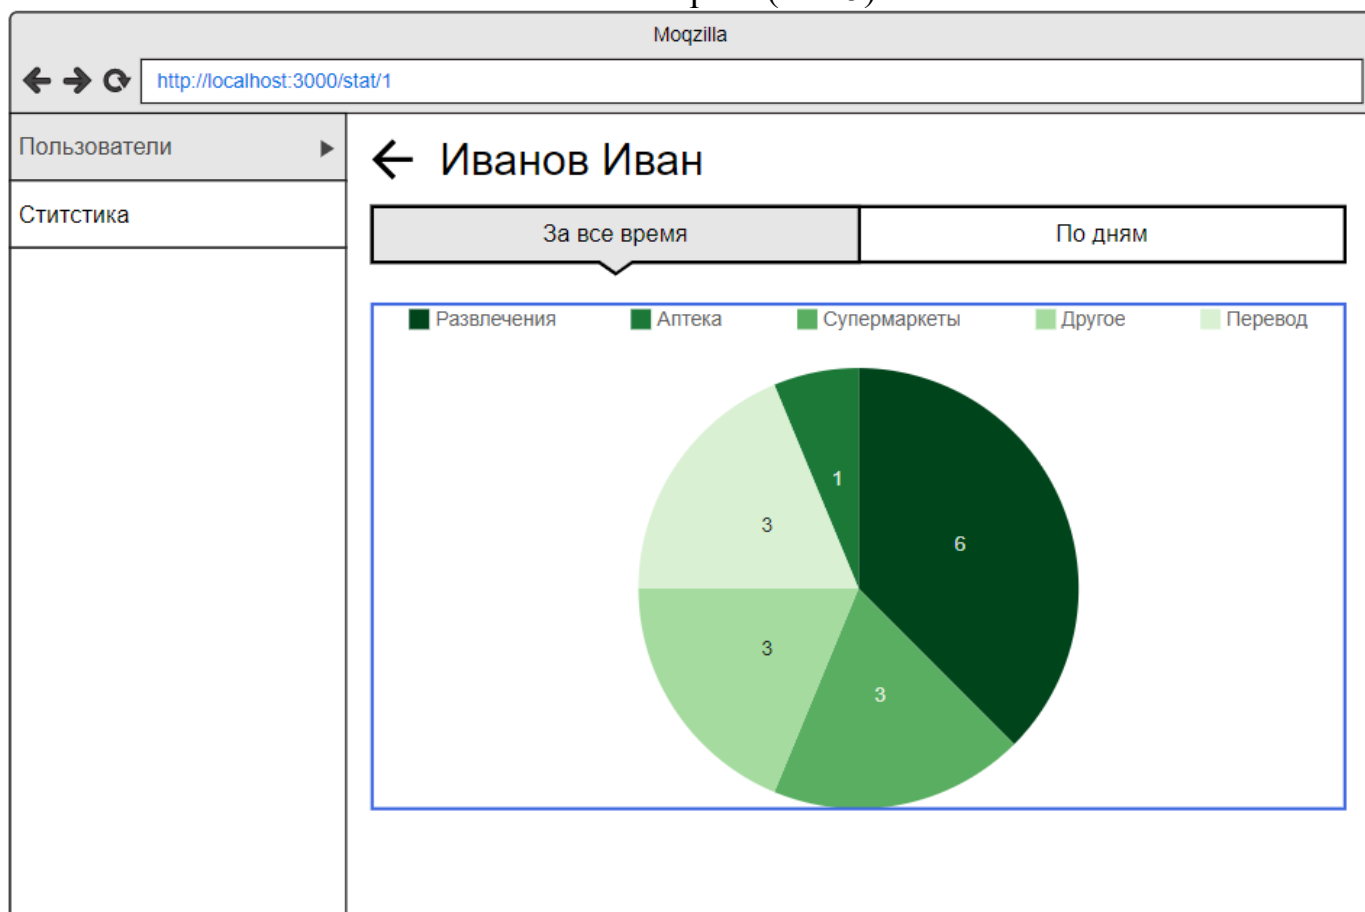 Moqzilla
http://localhost:3000/stat/1
Пользователи
Ститстика
Иванов Иван
За все время
По дням
Развлечения Аптека Супермаркеты Другое Перевод
1
3
6
3
3